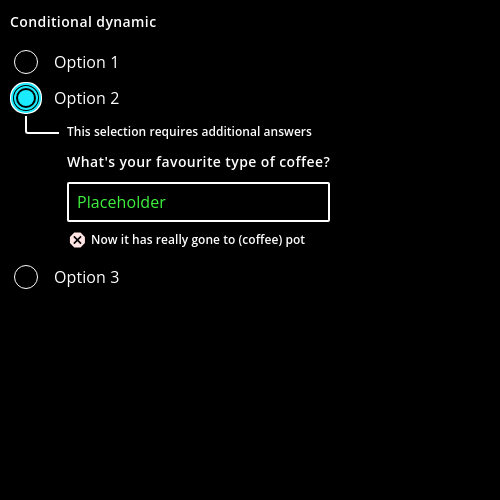 Conditional dynamic
Option 1
Option 2
This selection requires additional answers
What's your favourite type of coffee?
Placeholder
Now it has really gone to (coffee) pot
Option 3